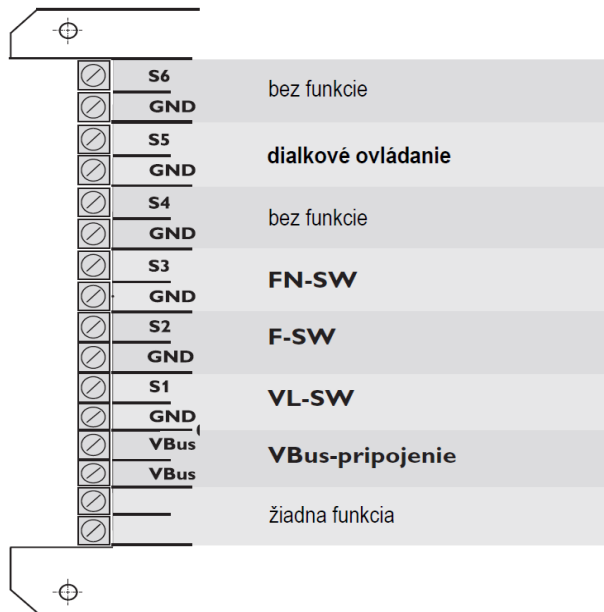 S6
GND
bez funkcie
S5
GND
dialkové ovládanie
S4
GND
bez funkcie
S3
GND
FN-SW
S2
GND
F-SW
S1
GND
VL-SW
VBus
VBus
VBus-pripojenie
žiadna funkcia